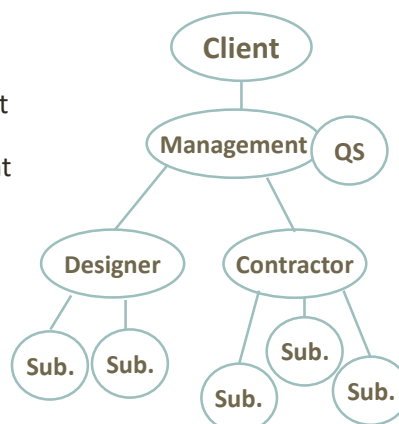 Client
t
Management
QS
t
Designer
Contractor
Sub.
Sub.
Sub.
Sub.
Sub.